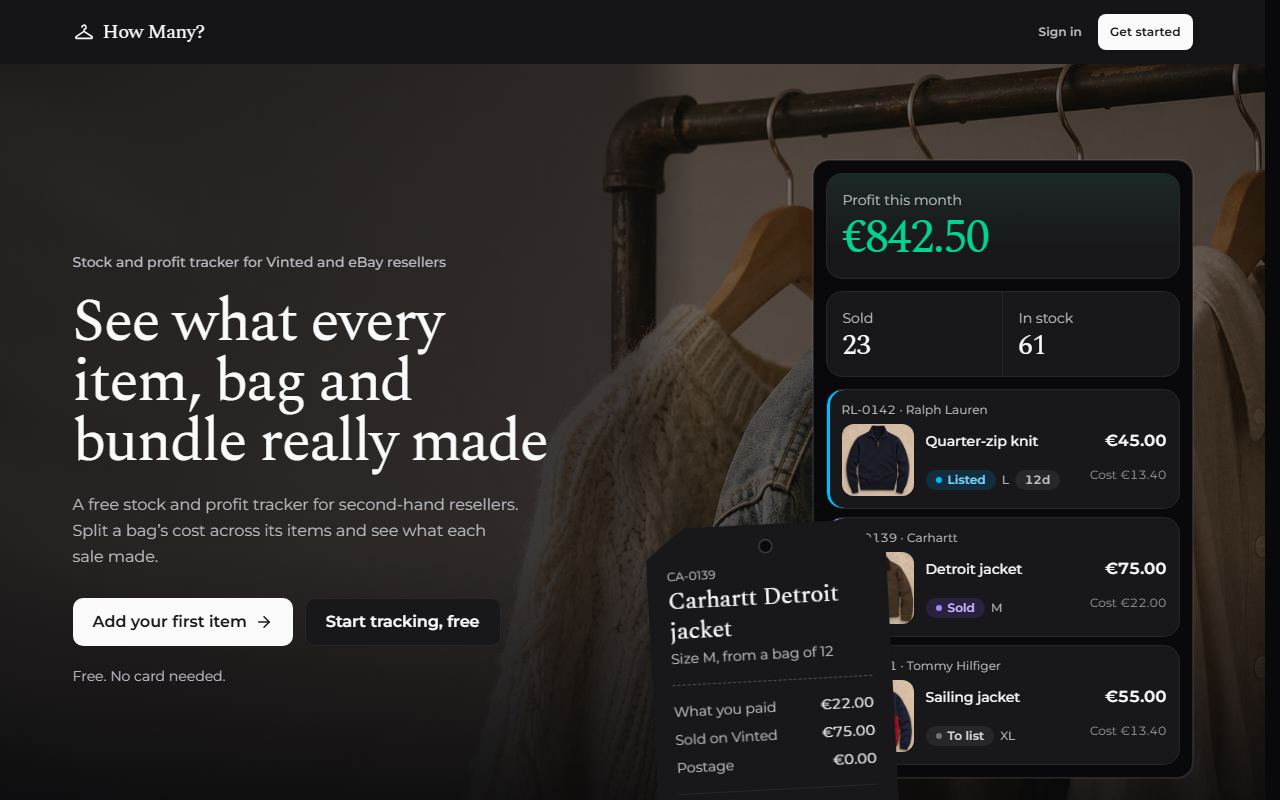 How Many?
Sign in
Get started
Stock and profit tracker for Vinted and eBay resellers
See what every
item, bag and
bundle really made
A free stock and profit tracker for second-hand resellers.
Split a bag’s cost across its items and see what each
sale made.
Add your first item →
Start tracking, free
Free. No card needed.
Profit this month
€842.50
Sold
23
In stock
61
RL-0142 · Ralph Lauren
Quarter-zip knit
€45.00
Listed
L
12d
Cost €13.40
0139 · Carhartt
Detroit jacket
€75.00
Sold
M
Cost €22.00
1 · Tommy Hilfiger
Sailing jacket
€55.00
To list
XL
Cost €13.40
CA-0139
Carhartt Detroit
jacket
Size M, from a bag of 12
What you paid €22.00
Sold on Vinted €75.00
Postage €0.00